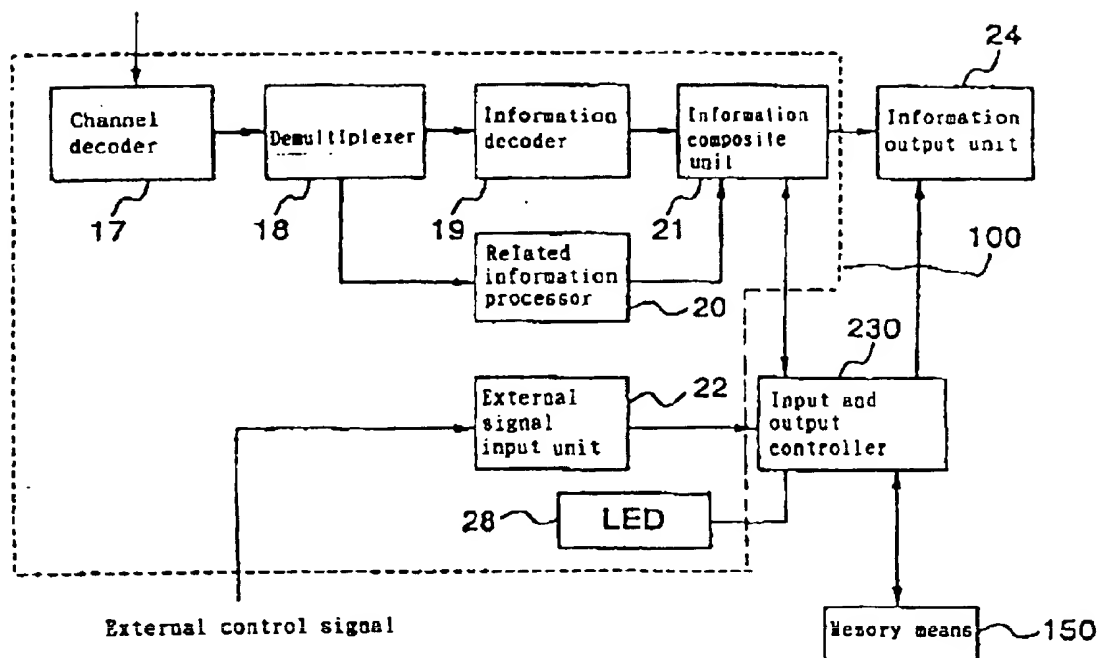 24
Channel
decoder
Demultiplexer
Information
decoder
Information
composite
unit
Information
output unit
17
18
19
21
100
Related
information
processor
20
230
22
External
signal
input unit
Input and
output
controller
28
LED
External control signal
Memory means
150